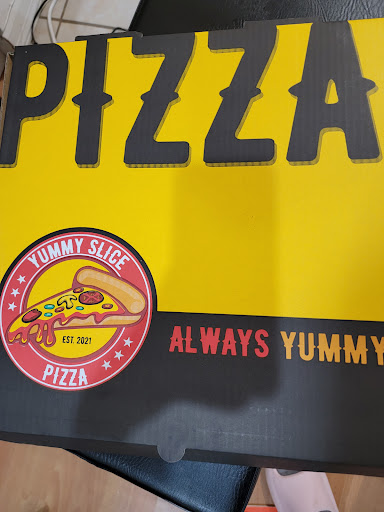 PIZZA
YUMMY SLICE
EST. 2021
PIZZA
ALWAYS YUMMY